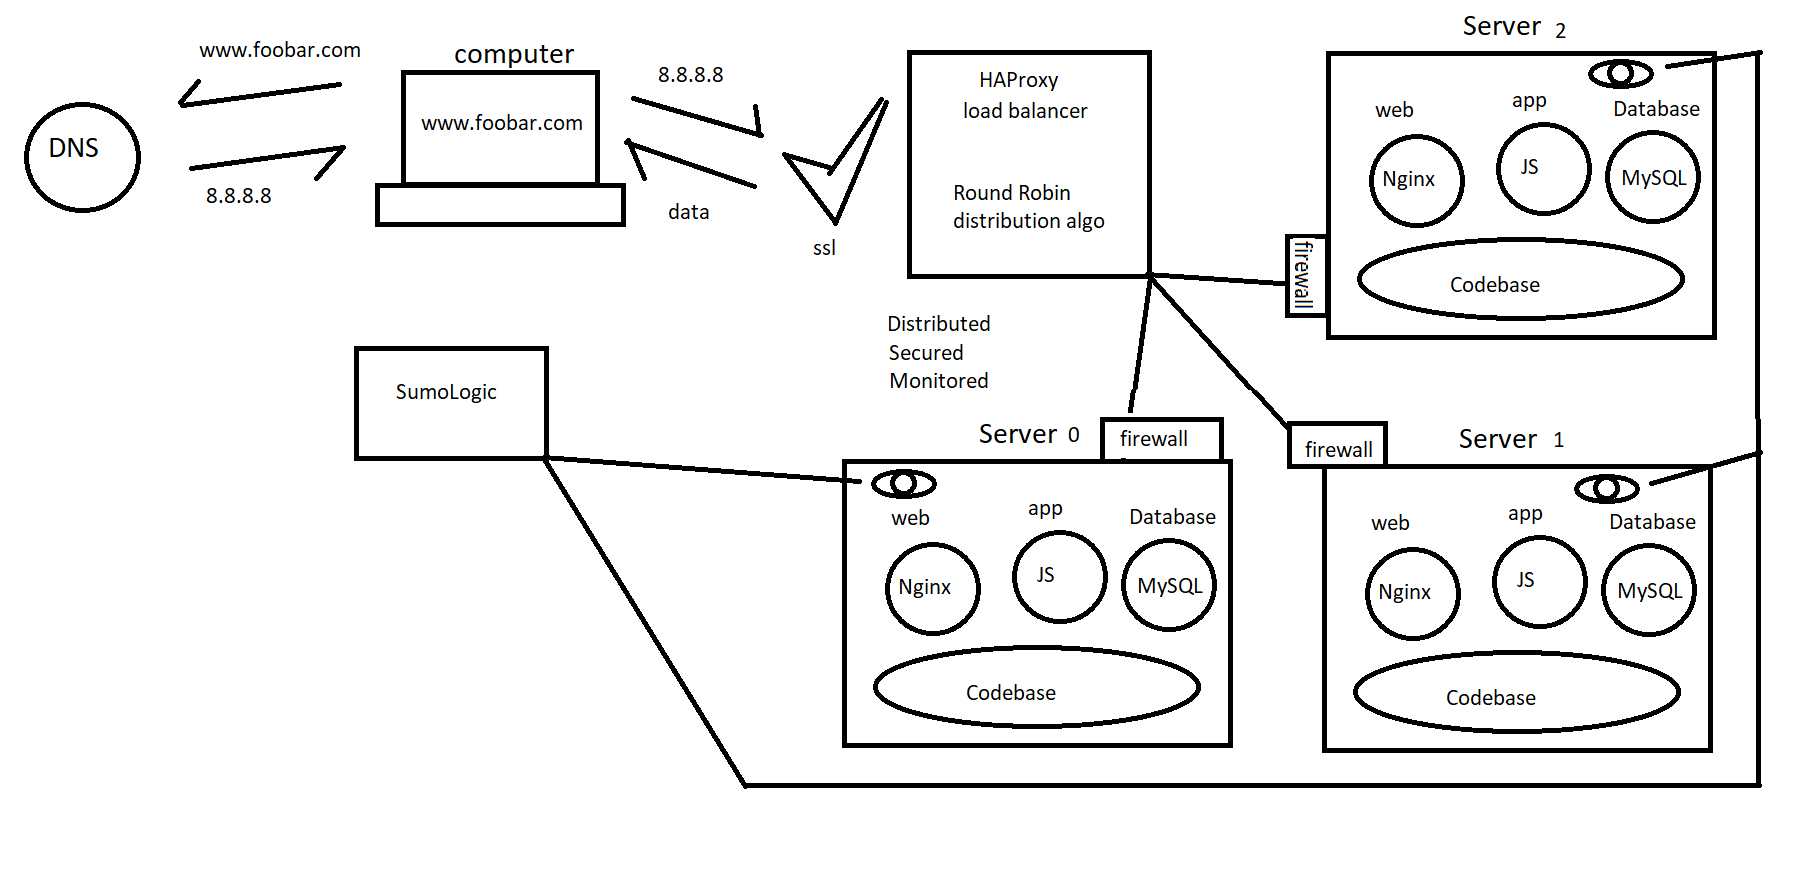 www.foobar.com
DNS
8.8.8.8
computer
www.foobar.com
8.8.8.8
data
ssl
HAProxy
load balancer
Round Robin
distribution algo
Server 2
web
app
Database
Nginx
JS
MySQL
Codebase
firewall
Distributed
Secured
Monitored
SumoLogic
Server 0
firewall
web
app
Database
Nginx
JS
MySQL
Codebase
firewall
Server 1
web
app
Database
Nginx
JS
MySQL
Codebase